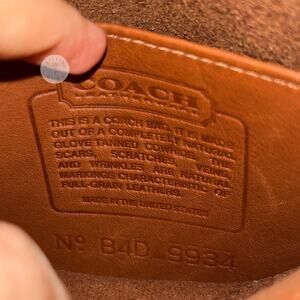 COACH
LEATHERWARE
THIS IS A COACH BAG. IT IS MADE
OUT OF A COMPLETELY NATURAL
GLOVE TANNED COWHIDE. THE
SCARS, SCRATCHES, VEINS
AND WRINKLES ARE NATURAL
MARKINGS CHARACTERISTIC OF
FULL-GRAIN LEATHERS.
MADE IN THE UNITED STATES
Nº B4D 9934